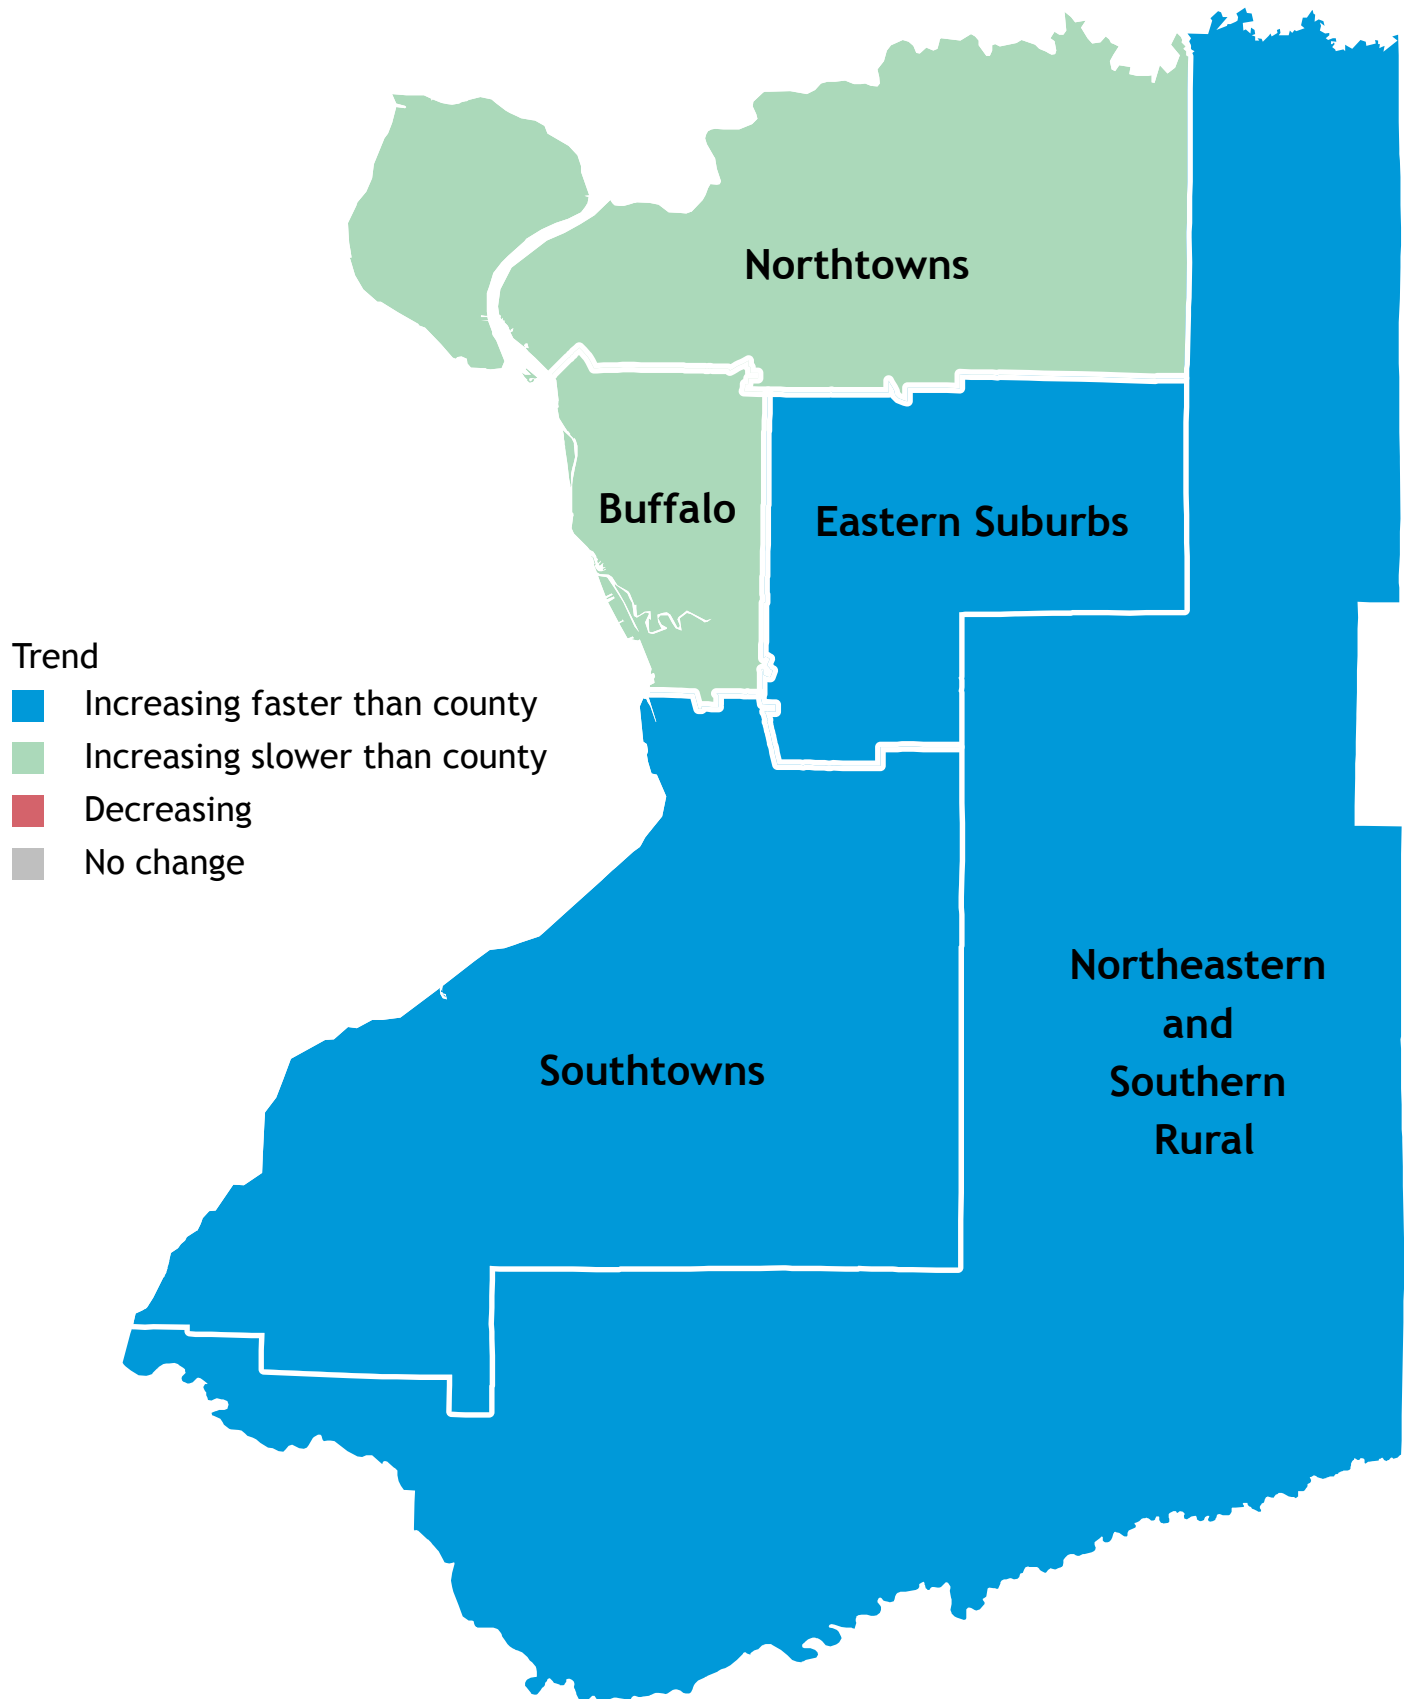 Northtowns
Buffalo
Eastern Suburbs
Trend
Increasing faster than county
Increasing slower than county
Decreasing
No change
Northeastern
and
Southern
Rural
Southtowns